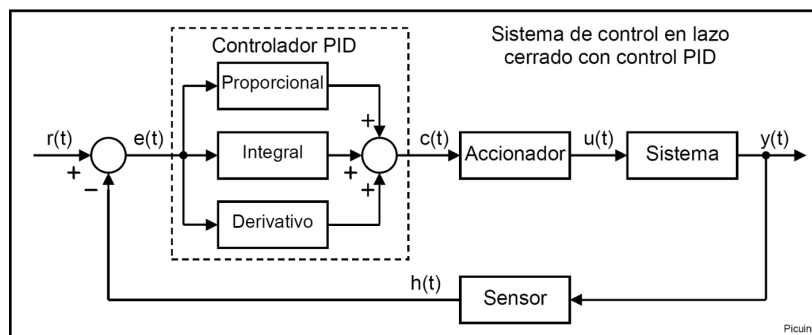 Controlador PID
Sistema de control en lazo
cerrado con control PID
Proporcional
r(t)
e(t)
Integral
c(t)
Accionador
u(t)
Sistema
y(t)
+
−
+
+
+
Derivativo
h(t)
Sensor
Picuino